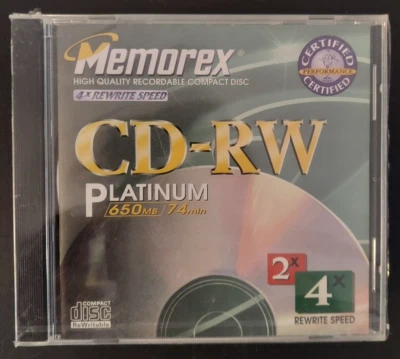 Memorex
HIGH QUALITY RECORDABLE COMPACT DISC
4X REWRITE SPEED
CERTIFIED
PERFORMANCE
CERTIFIED
CD-RW
PLATINUM
650MB / 74min
2x
4x
REWRITE SPEED
COMPACT
disc
ReWritable